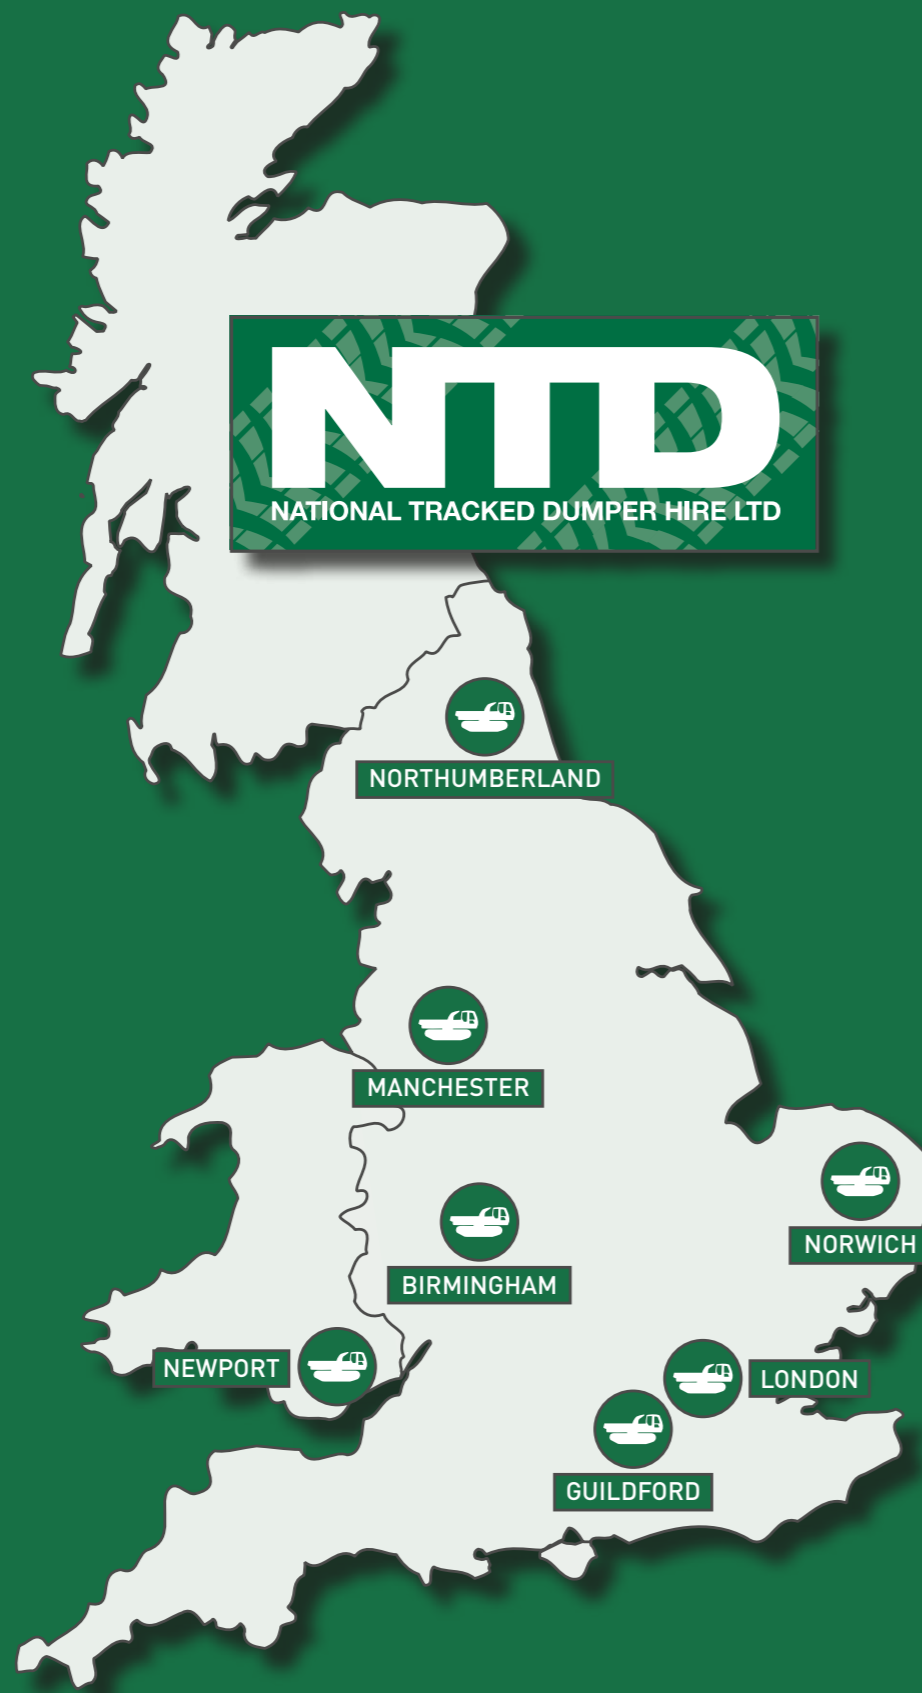 NTD
NATIONAL TRACKED DUMPER HIRE LTD
NORTHUMBERLAND
MANCHESTER
NORWICH
BIRMINGHAM
NEWPORT
LONDON
GUILDFORD